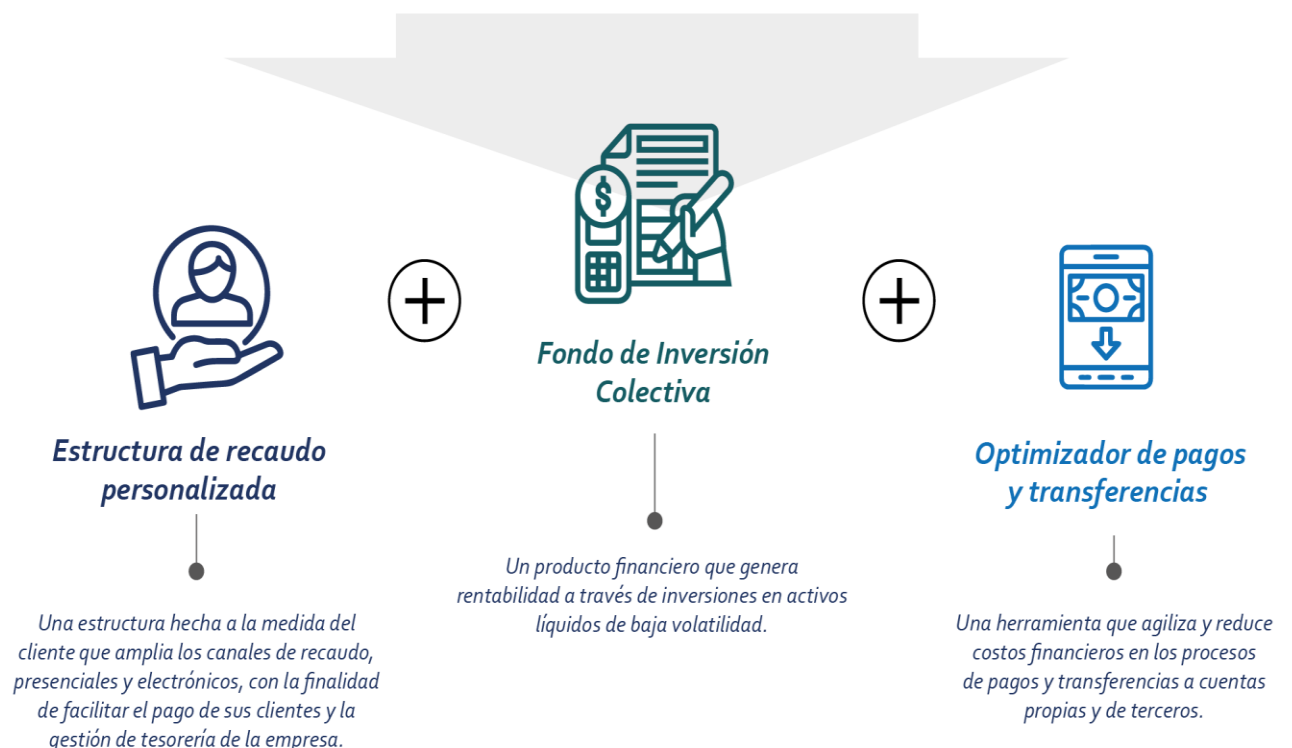 $
Fondo de Inversión
Colectiva
Estructura de recaudo
personalizada
Optimizador de pagos
y transferencias
Un producto financiero que genera
rentabilidad a través de inversiones en activos
líquidos de baja volatilidad.
Una estructura hecha a la medida del
cliente que amplia los canales de recaudo,
presenciales y electrónicos, con la finalidad
de facilitar el pago de sus clientes y la
gestión de tesorería de la empresa.
Una herramienta que agiliza y reduce
costos financieros en los procesos
de pagos y transferencias a cuentas
propias y de terceros.